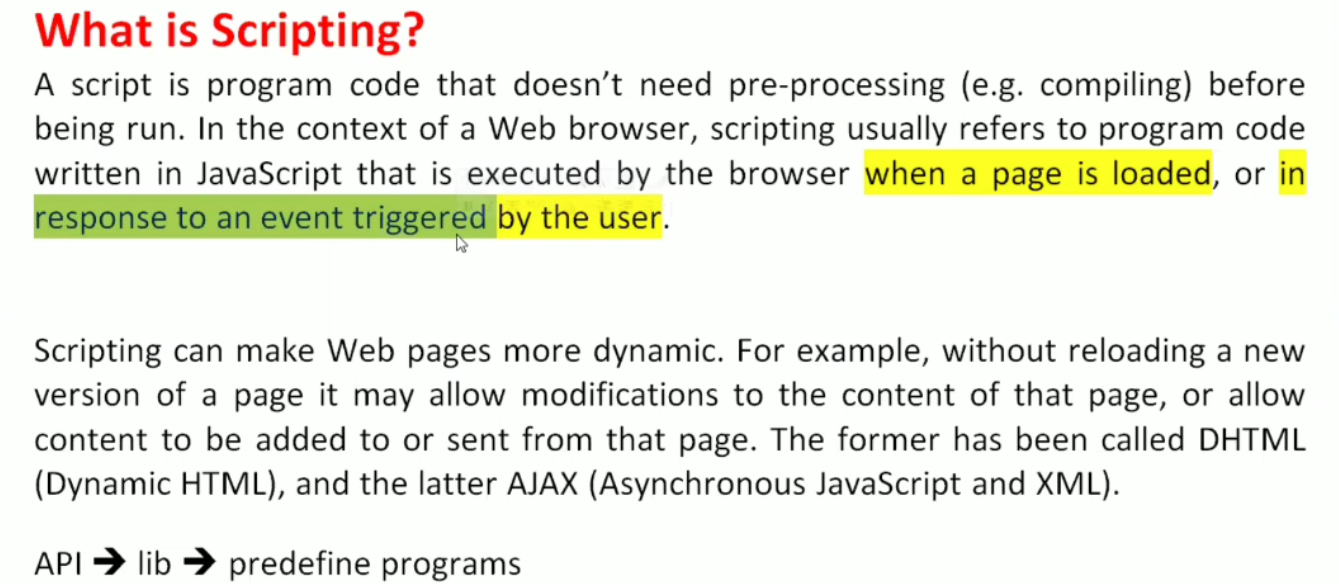 What is Scripting?
A script is program code that doesn’t need pre-processing (e.g. compiling) before
being run. In the context of a Web browser, scripting usually refers to program code
written in JavaScript that is executed by the browser when a page is loaded, or in
response to an event triggered by the user.
Scripting can make Web pages more dynamic. For example, without reloading a new
version of a page it may allow modifications to the content of that page, or allow
content to be added to or sent from that page. The former has been called DHTML
(Dynamic HTML), and the latter AJAX (Asynchronous JavaScript and XML).
API ➔ lib ➔ predefine programs